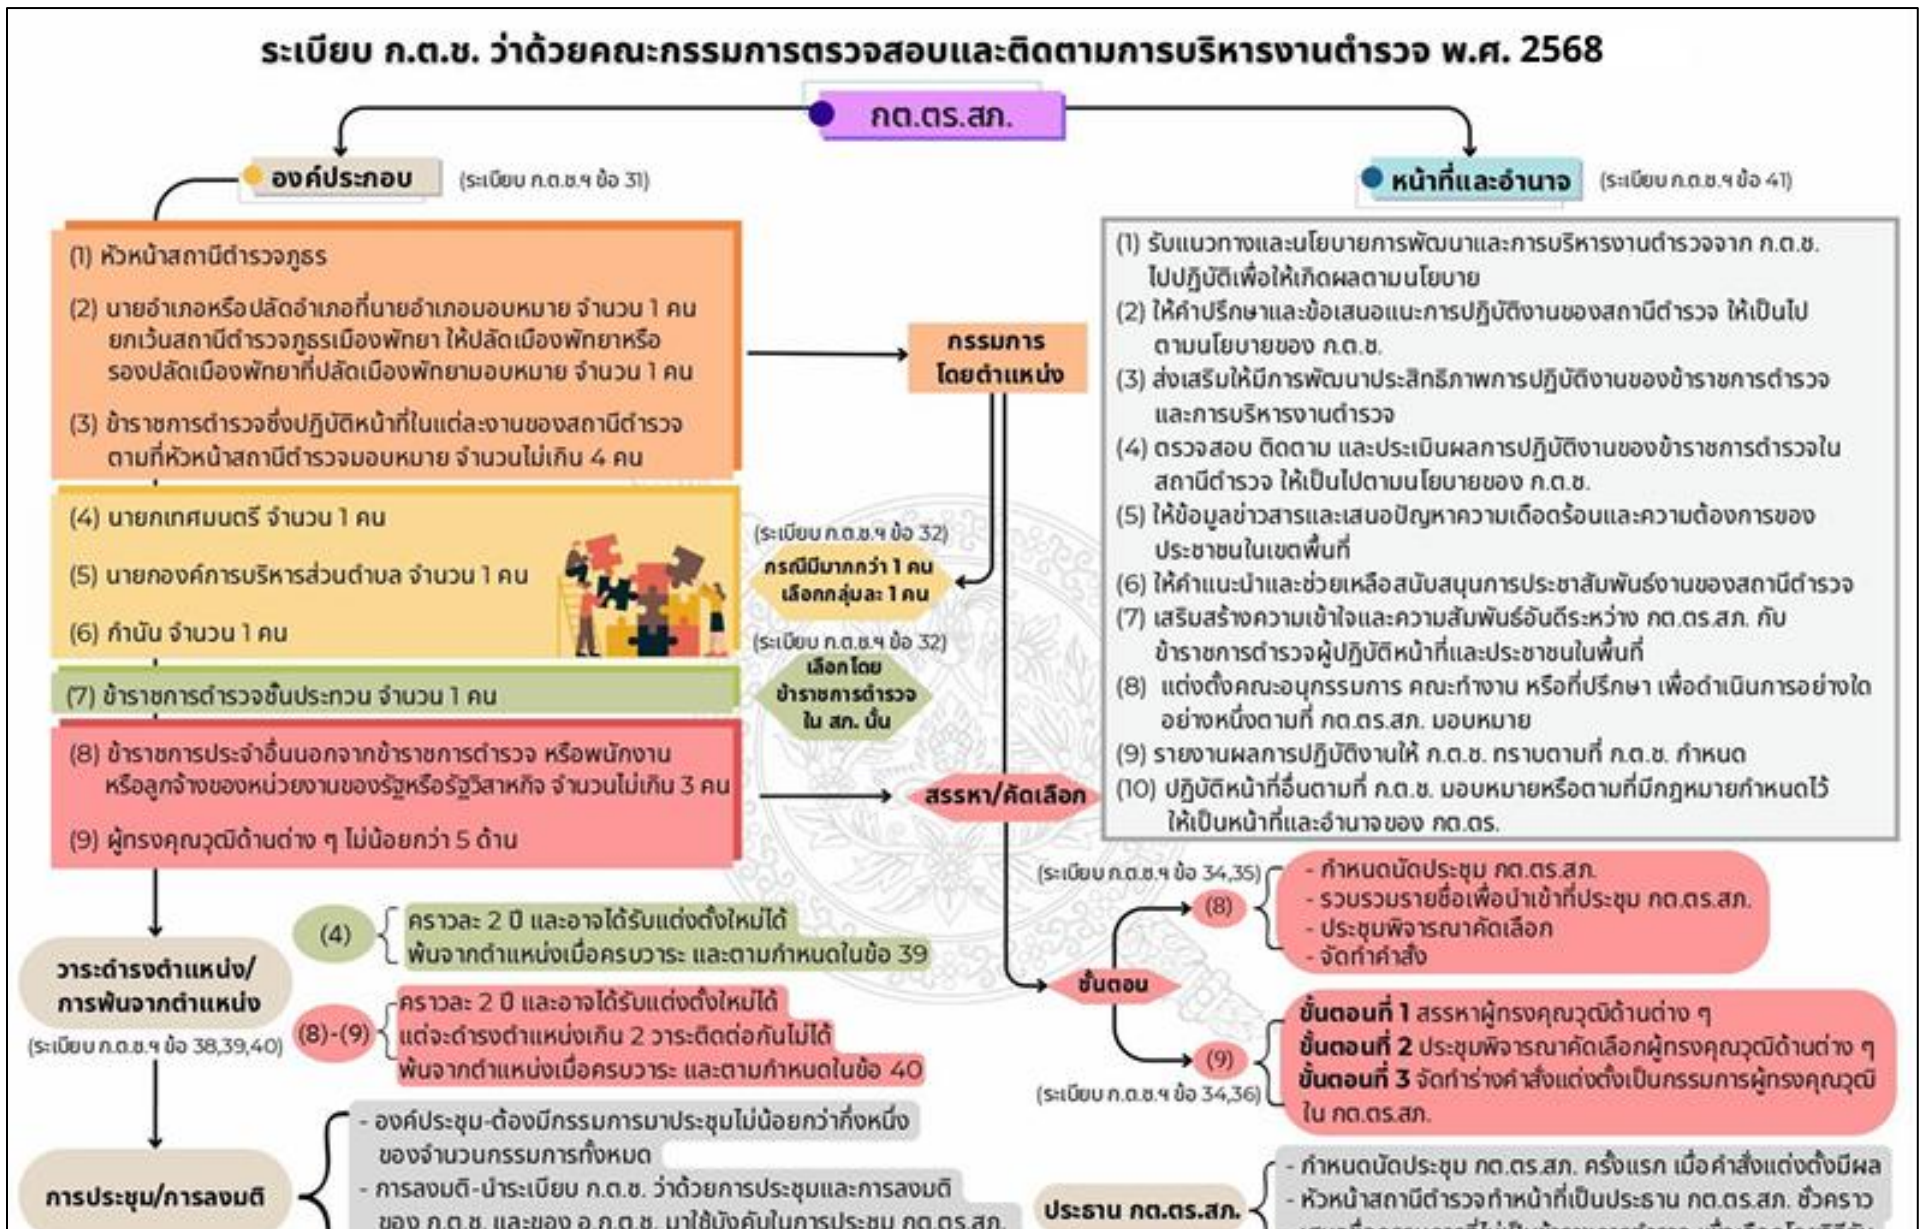 ระเบียบ ก.ต.ช. ว่าด้วยคณะกรรมการตรวจสอบและติดตามการบริหารงานตำรวจ พ.ศ. 2568
กต.ตร.สภ.
องค์ประกอบ
(ระเบียบ ก.ต.ช.ฯ ข้อ 31)
(1) หัวหน้าสถานีตำรวจภูธร
(2) นายอำเภอหรือปลัดอำเภอที่นายอำเภอมอบหมาย จำนวน 1 คน
ยกเว้นสถานีตำรวจภูธรเมืองพัทยา ให้ปลัดเมืองพัทยาหรือ
รองปลัดเมืองพัทยาที่ปลัดเมืองพัทยามอบหมาย จำนวน 1 คน
(3) ข้าราชการตำรวจซึ่งปฏิบัติหน้าที่ในแต่ละงานของสถานีตำรวจ
ตามที่หัวหน้าสถานีตำรวจมอบหมาย จำนวนไม่เกิน 4 คน
กรรมการ
โดยตำแหน่ง
(4) นายกเทศมนตรี จำนวน 1 คน
(5) นายกองค์การบริหารส่วนตำบล จำนวน 1 คน
(6) กำนัน จำนวน 1 คน
(ระเบียบ ก.ต.ช.ฯ ข้อ 32)
กรณีมีมากกว่า 1 คน
เลือกกลุ่มละ 1 คน
(7) ข้าราชการตำรวจชั้นประทวน จำนวน 1 คน
(ระเบียบ ก.ต.ช.ฯ ข้อ 32)
เลือกโดย
ข้าราชการตำรวจ
ใน สภ. นั้น
(8) ข้าราชการประจำอื่นนอกจากข้าราชการตำรวจ หรือพนักงาน
หรือลูกจ้างของหน่วยงานของรัฐหรือรัฐวิสาหกิจ จำนวนไม่เกิน 3 คน
(9) ผู้ทรงคุณวุฒิด้านต่าง ๆ ไม่น้อยกว่า 5 ด้าน
สรรหา/คัดเลือก
หน้าที่และอำนาจ
(ระเบียบ ก.ต.ช.ฯ ข้อ 41)
(1) รับแนวทางและนโยบายการพัฒนาและการบริหารงานตำรวจจาก ก.ต.ช.
ไปปฏิบัติเพื่อให้เกิดผลตามนโยบาย
(2) ให้คำปรึกษาและข้อเสนอแนะการปฏิบัติงานของสถานีตำรวจ ให้เป็นไป
ตามนโยบายของ ก.ต.ช.
(3) ส่งเสริมให้มีการพัฒนาประสิทธิภาพการปฏิบัติงานของข้าราชการตำรวจ
และการบริหารงานตำรวจ
(4) ตรวจสอบ ติดตาม และประเมินผลการปฏิบัติงานของข้าราชการตำรวจใน
สถานีตำรวจ ให้เป็นไปตามนโยบายของ ก.ต.ช.
(5) ให้ข้อมูลข่าวสารและเสนอปัญหาความเดือดร้อนและความต้องการของ
ประชาชนในเขตพื้นที่
(6) ให้คำแนะนำและช่วยเหลือสนับสนุนการประชาสัมพันธ์งานของสถานีตำรวจ
(7) เสริมสร้างความเข้าใจและความสัมพันธ์อันดีระหว่าง กต.ตร.สภ. กับ
ข้าราชการตำรวจผู้ปฏิบัติหน้าที่และประชาชนในพื้นที่
(8) แต่งตั้งคณะอนุกรรมการ คณะทำงาน หรือที่ปรึกษา เพื่อดำเนินการอย่างใด
อย่างหนึ่งตามที่ กต.ตร.สภ. มอบหมาย
(9) รายงานผลการปฏิบัติงานให้ ก.ต.ช. ทราบตามที่ ก.ต.ช. กำหนด
(10) ปฏิบัติหน้าที่อื่นตามที่ ก.ต.ช. มอบหมายหรือตามที่มีกฎหมายกำหนดไว้
ให้เป็นหน้าที่และอำนาจของ กต.ตร.
วาระดำรงตำแหน่ง/
การพ้นจากตำแหน่ง
(ระเบียบ ก.ต.ช.ฯ ข้อ 38,39,40)
(4)
คราวละ 2 ปี และอาจได้รับแต่งตั้งใหม่ได้
พ้นจากตำแหน่งเมื่อครบวาระ และตามกำหนดในข้อ 39
(8)-(9)
คราวละ 2 ปี และอาจได้รับแต่งตั้งใหม่ได้
แต่จะดำรงตำแหน่งเกิน 2 วาระติดต่อกันไม่ได้
พ้นจากตำแหน่งเมื่อครบวาระ และตามกำหนดในข้อ 40
ขั้นตอน
(ระเบียบ ก.ต.ช.ฯ ข้อ 34,35)
(8)
- กำหนดนัดประชุม กต.ตร.สภ.
- รวบรวมรายชื่อเพื่อนำเข้าที่ประชุม กต.ตร.สภ.
- ประชุมพิจารณาคัดเลือก
- จัดทำคำสั่ง
(9)
(ระเบียบ ก.ต.ช.ฯ ข้อ 34,36)
ขั้นตอนที่ 1 สรรหาผู้ทรงคุณวุฒิด้านต่าง ๆ
ขั้นตอนที่ 2 ประชุมพิจารณาคัดเลือกผู้ทรงคุณวุฒิด้านต่าง ๆ
ขั้นตอนที่ 3 จัดทำร่างคำสั่งแต่งตั้งเป็นกรรมการผู้ทรงคุณวุฒิ
ใน กต.ตร.สภ.
การประชุม/การลงมติ
- องค์ประชุม-ต้องมีกรรมการมาประชุมไม่น้อยกว่ากึ่งหนึ่ง
ของจำนวนกรรมการทั้งหมด
- การลงมติ-นำระเบียบ ก.ต.ช. ว่าด้วยการประชุมและการลงมติ
ของ ก.ต.ช. และของ อ.ก.ต.ช. มาใช้บังคับในการประชุม กต.ตร.สภ.
ประธาน กต.ตร.สภ.
- กำหนดนัดประชุม กต.ตร.สภ. ครั้งแรก เมื่อคำสั่งแต่งตั้งมีผล
- หัวหน้าสถานีตำรวจทำหน้าที่เป็นประธาน กต.ตร.สภ. ชั่วคราว